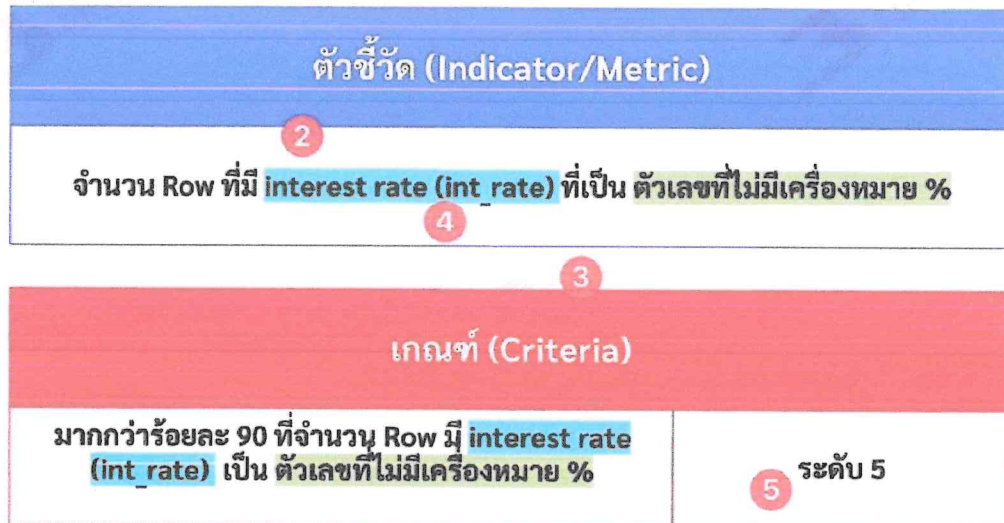 ตัวชี้วัด (Indicator/Metric)
2
จำนวน Row ที่มี interest rate (int_rate) ที่เป็น ตัวเลขที่ไม่มีเครื่องหมาย %
4
3
เกณฑ์ (Criteria)
มากกว่าร้อยละ 90 ที่จำนวน Row มี interest rate
(int_rate) เป็น ตัวเลขที่ไม่มีเครื่องหมาย %
ระดับ 5
5